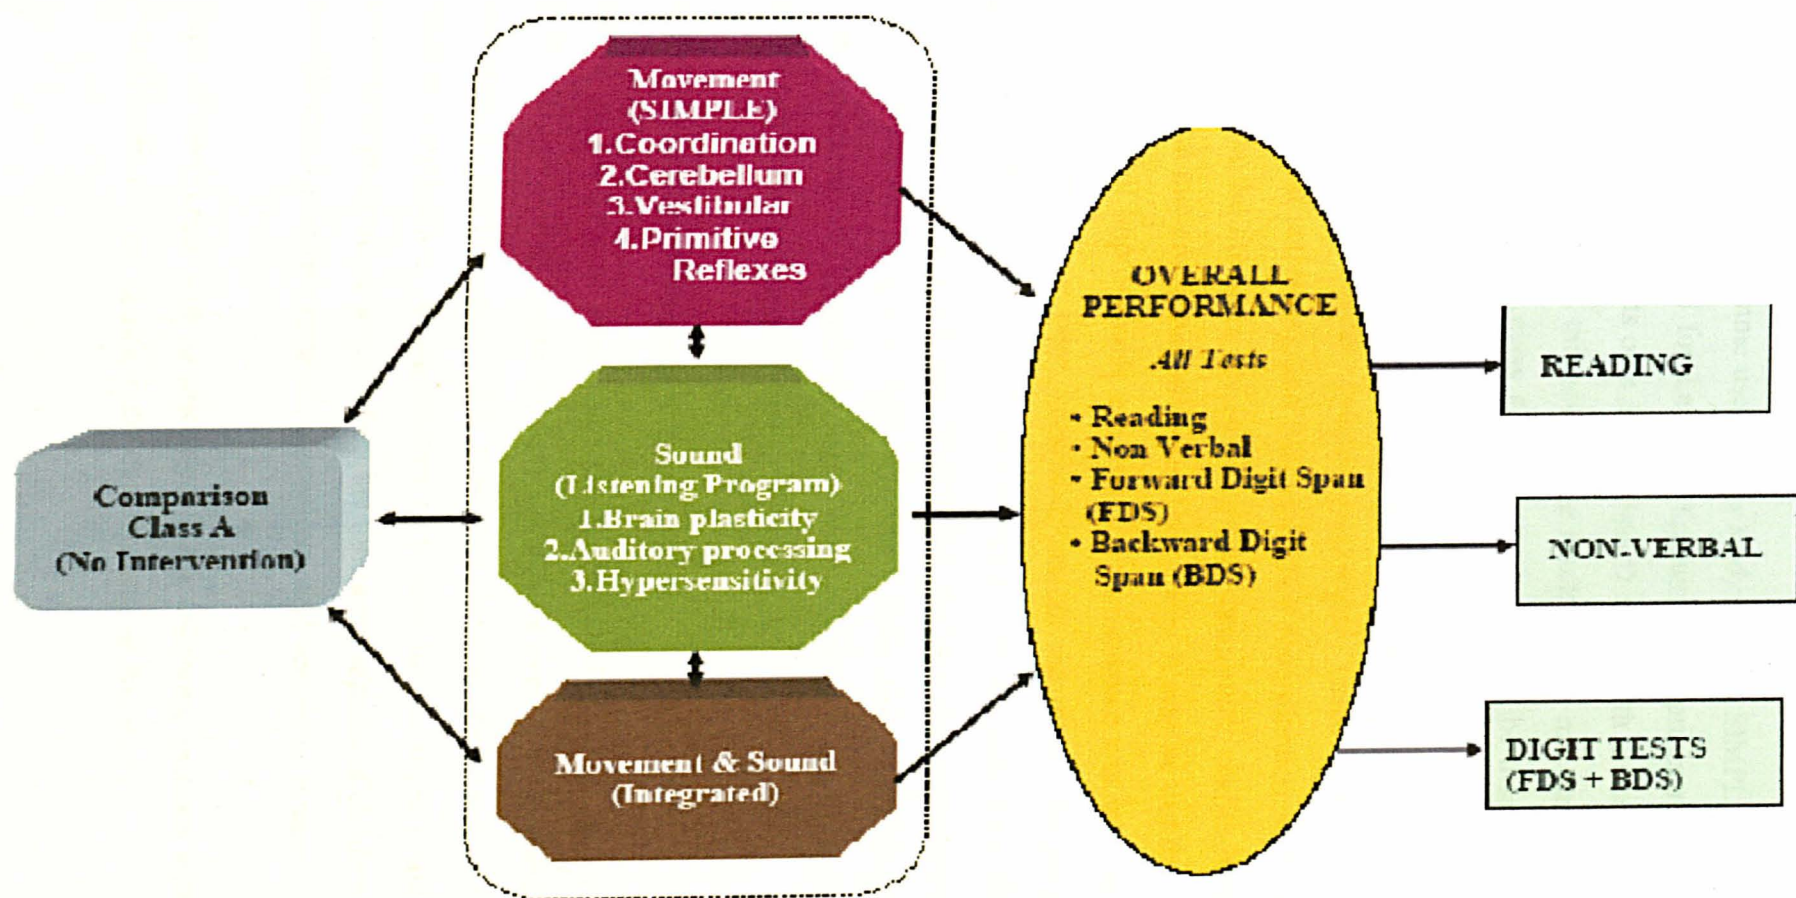 Movement
(SIMPLE)
1.Coordination
2.Cerebellum
3.Vestibular
4.Primitive
Reflexes
Comparison
Class A
(No Intervention)
Sound
(Listening Program)
1.Brain plasticity
2.Auditory processing
3.Hypersensitivity
Movement & Sound
(Integrated)
OVERALL
PERFORMANCE
All Tests
• Reading
• Non Verbal
• Forward Digit Span
(FDS)
• Backward Digit
Span (BDS)
READING
NON-VERBAL
DIGIT TESTS
(FDS + BDS)